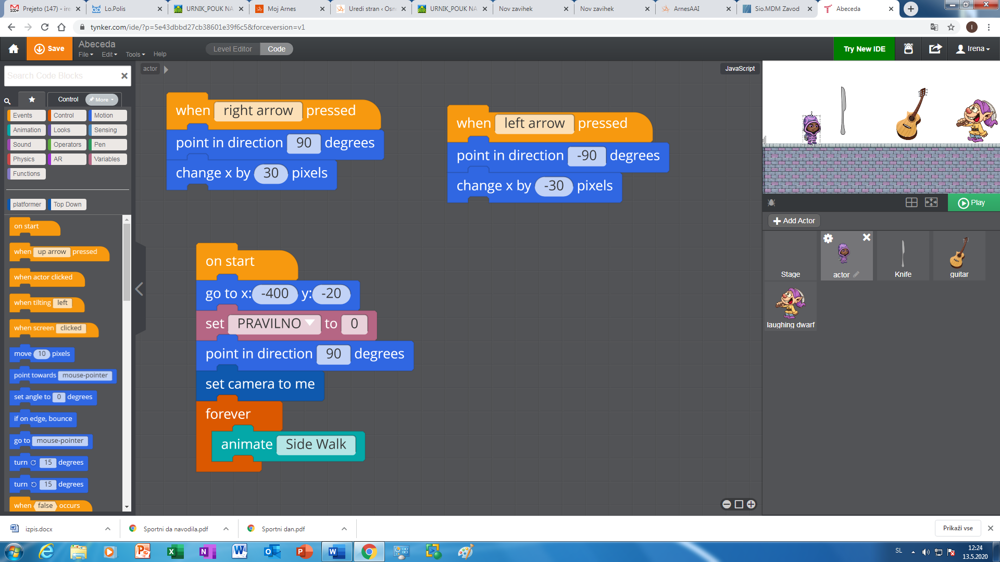 Prejeto (147) - ire
Lo.Polis
URNIK_POUK NA
Moj Arnes
Uredi stran ‹ Osn
URNIK_POUK NA
Nov zavihek
Nov zavihek
ArnesAAI
Sio.MDM Zavod
Abeceda
tynker.com/ide/?p=5e43dbbd27cb38601e39f6c5&forceversion=v1
I
Save
Abeceda
File Edit Tools Help
Level Editor Code
Try New IDE
Irena
Search Code Blocks
actor
JavaScript
Control More
Events Control Motion
Animation Looks Sensing
Sound Operators Pen
Physics AR Variables
Functions
platformer Top Down
on start
when up arrow pressed
when actor clicked
when tilting left
when screen clicked
move 10 pixels
point towards mouse-pointer
set angle to 0 degrees
if on edge, bounce
go to mouse-pointer
turn 15 degrees
turn 15 degrees
when false occurs
when right arrow pressed
point in direction 90 degrees
change x by 30 pixels
when left arrow pressed
point in direction -90 degrees
change x by -30 pixels
on start
go to x: -400 y: -20
set PRAVILNO to 0
point in direction 90 degrees
set camera to me
forever
animate Side Walk
Play
Add Actor
Stage
actor
Knife
guitar
laughing dwarf
izpis.docx
Sportni da navodila.pdf
Sportni dan.pdf
Prikaži vse
SL
12:24
13.5.2020